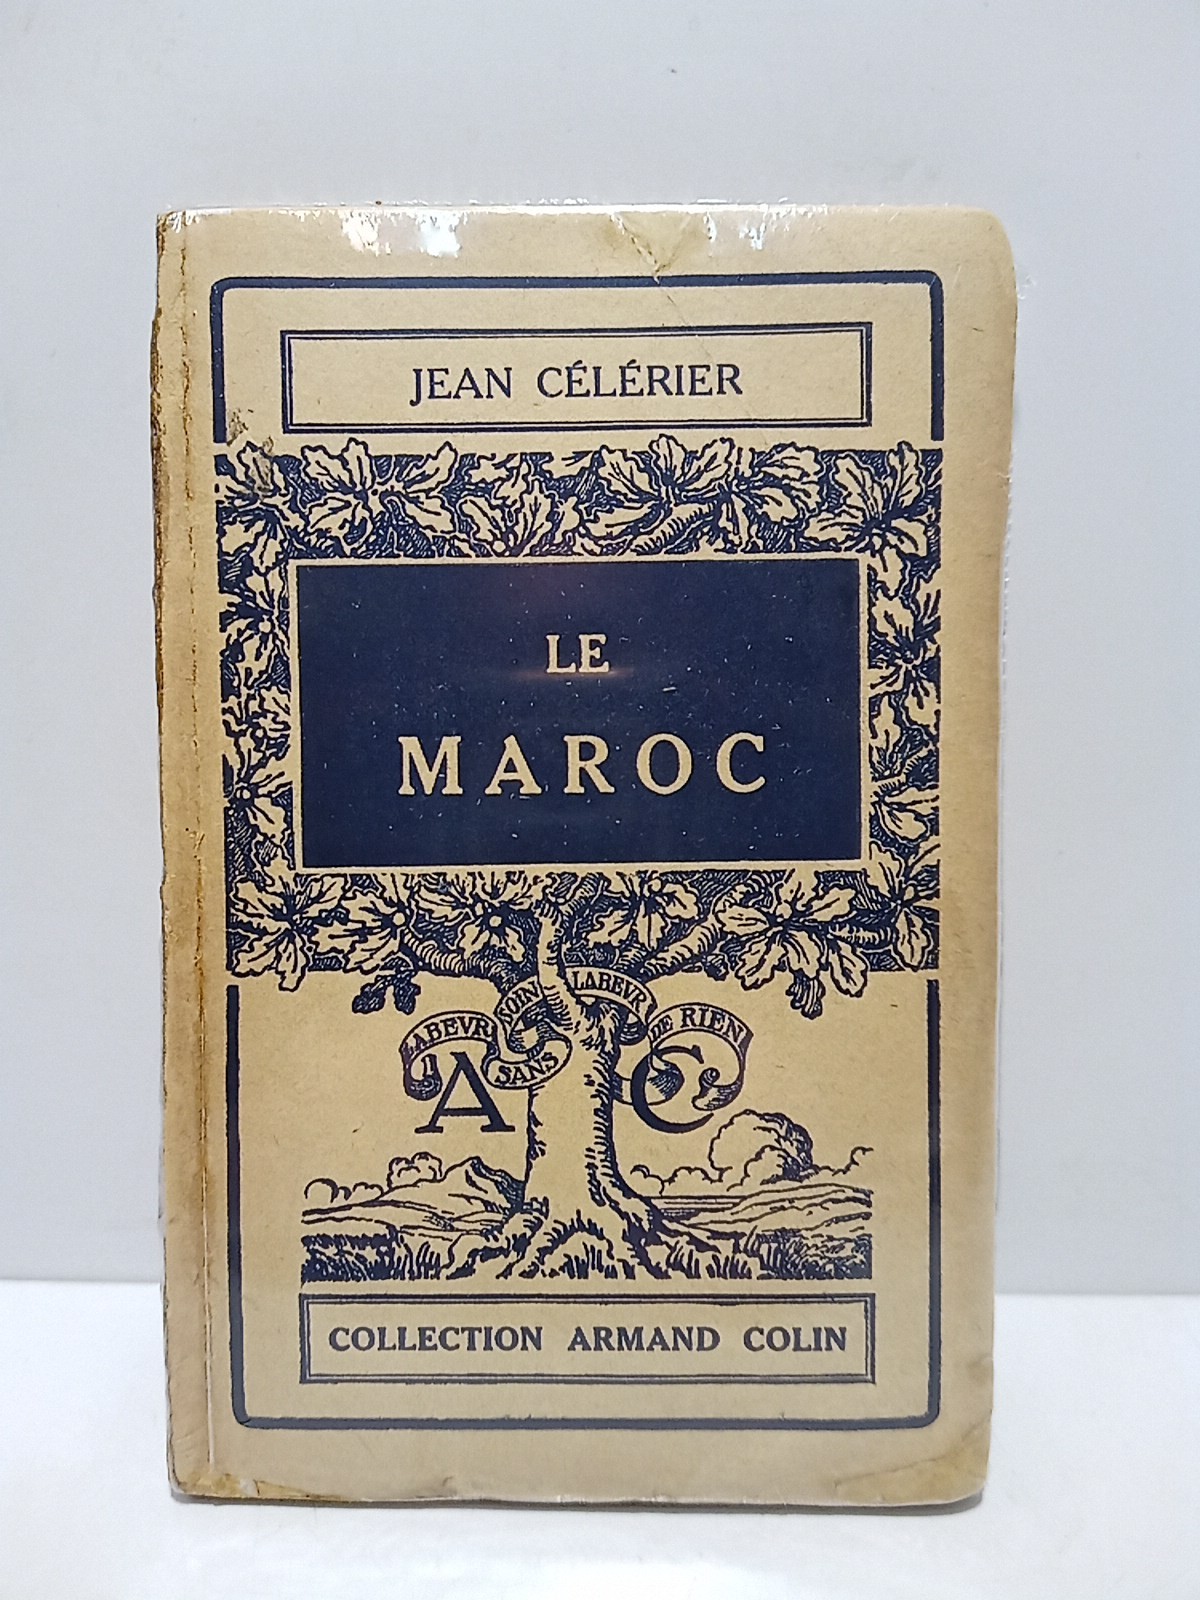 JEAN CÉLÉRIER
LE
MAROC
LABEVR SANS SOIN LABEVR DE RIEN
A C
COLLECTION ARMAND COLIN